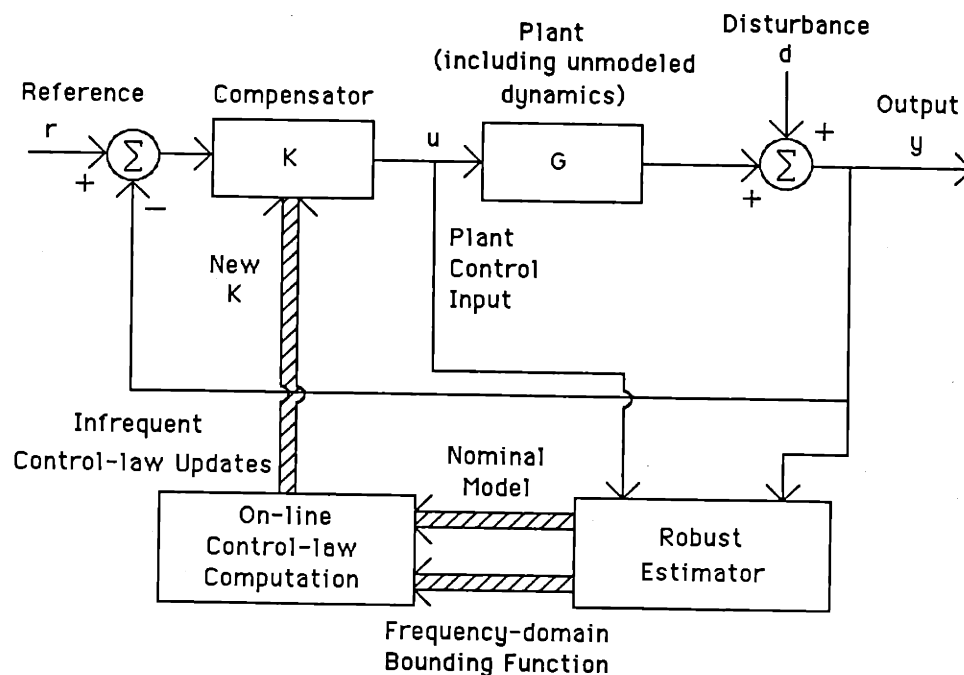 Plant
(including unmodeled
dynamics)
Disturbance
d
Reference
r
Compensator
Output
y
Σ
+
−
K
u
G
+
+
Σ
New
K
Plant
Control
Input
Infrequent
Control-law Updates
Nominal
Model
On-line
Control-law
Computation
Robust
Estimator
Frequency-domain
Bounding Function